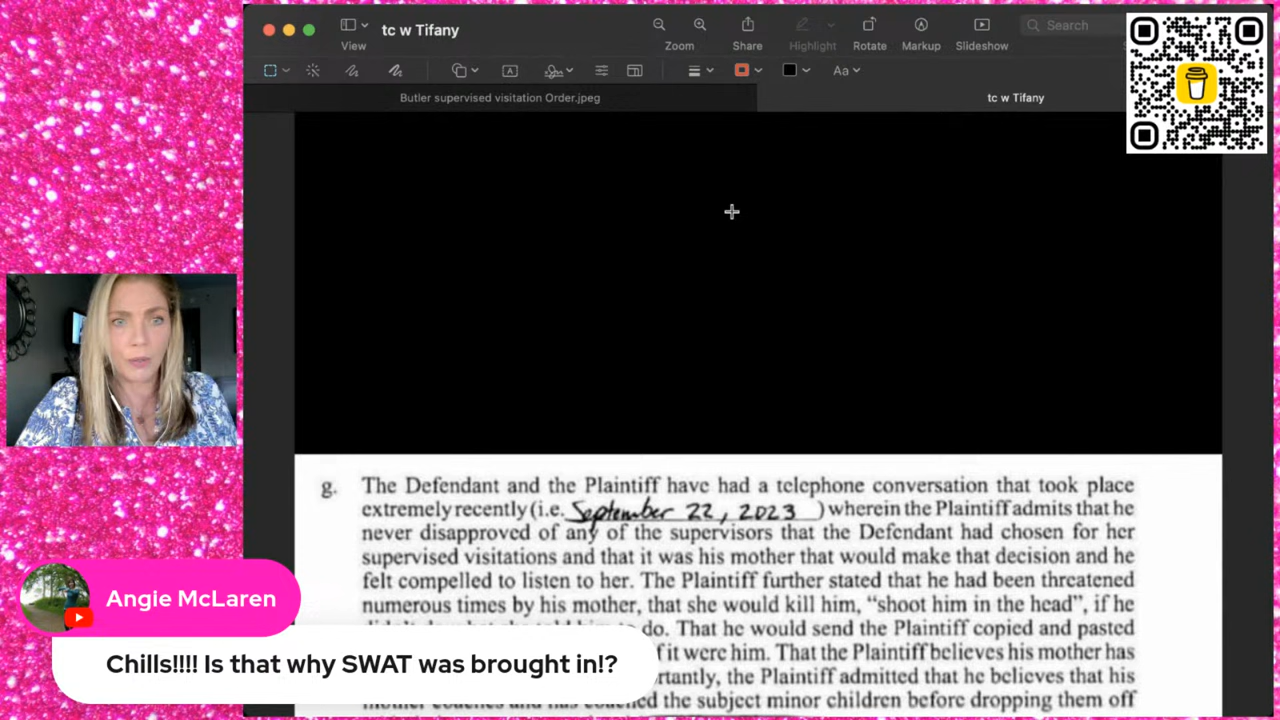 tc w Tifany
View
Zoom
Share
Highlight
Rotate
Markup
Slideshow
Search
Aa
Butler supervised visitation Order.jpeg
tc w Tifany
g. The Defendant and the Plaintiff have had a telephone conversation that took place
extremely recently (i.e. September 22, 2023 ) wherein the Plaintiff admits that he
never disapproved of any of the supervisors that the Defendant had chosen for her
supervised visitations and that it was his mother that would make that decision and he
felt compelled to listen to her. The Plaintiff further stated that he had been threatened
numerous times by his mother, that she would kill him, “shoot him in the head”, if he
do. That he would send the Plaintiff copied and pasted
if it were him. That the Plaintiff believes his mother has
the Plaintiff admitted that he believes that his
the subject minor children before dropping them off
Angie McLaren
Chills!!!! Is that why SWAT was brought in!?